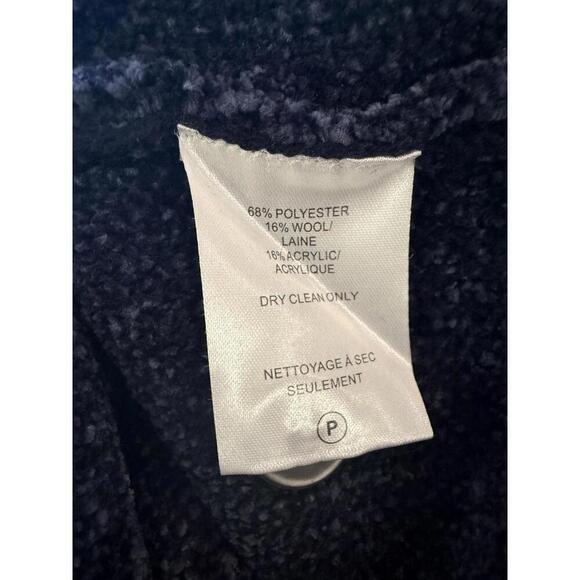 68% POLYESTER
16% WOOL/
LAINE
16% ACRYLIC/
ACRYLIQUE
DRY CLEAN ONLY
NETTOYAGE À SEC
SEULEMENT
P